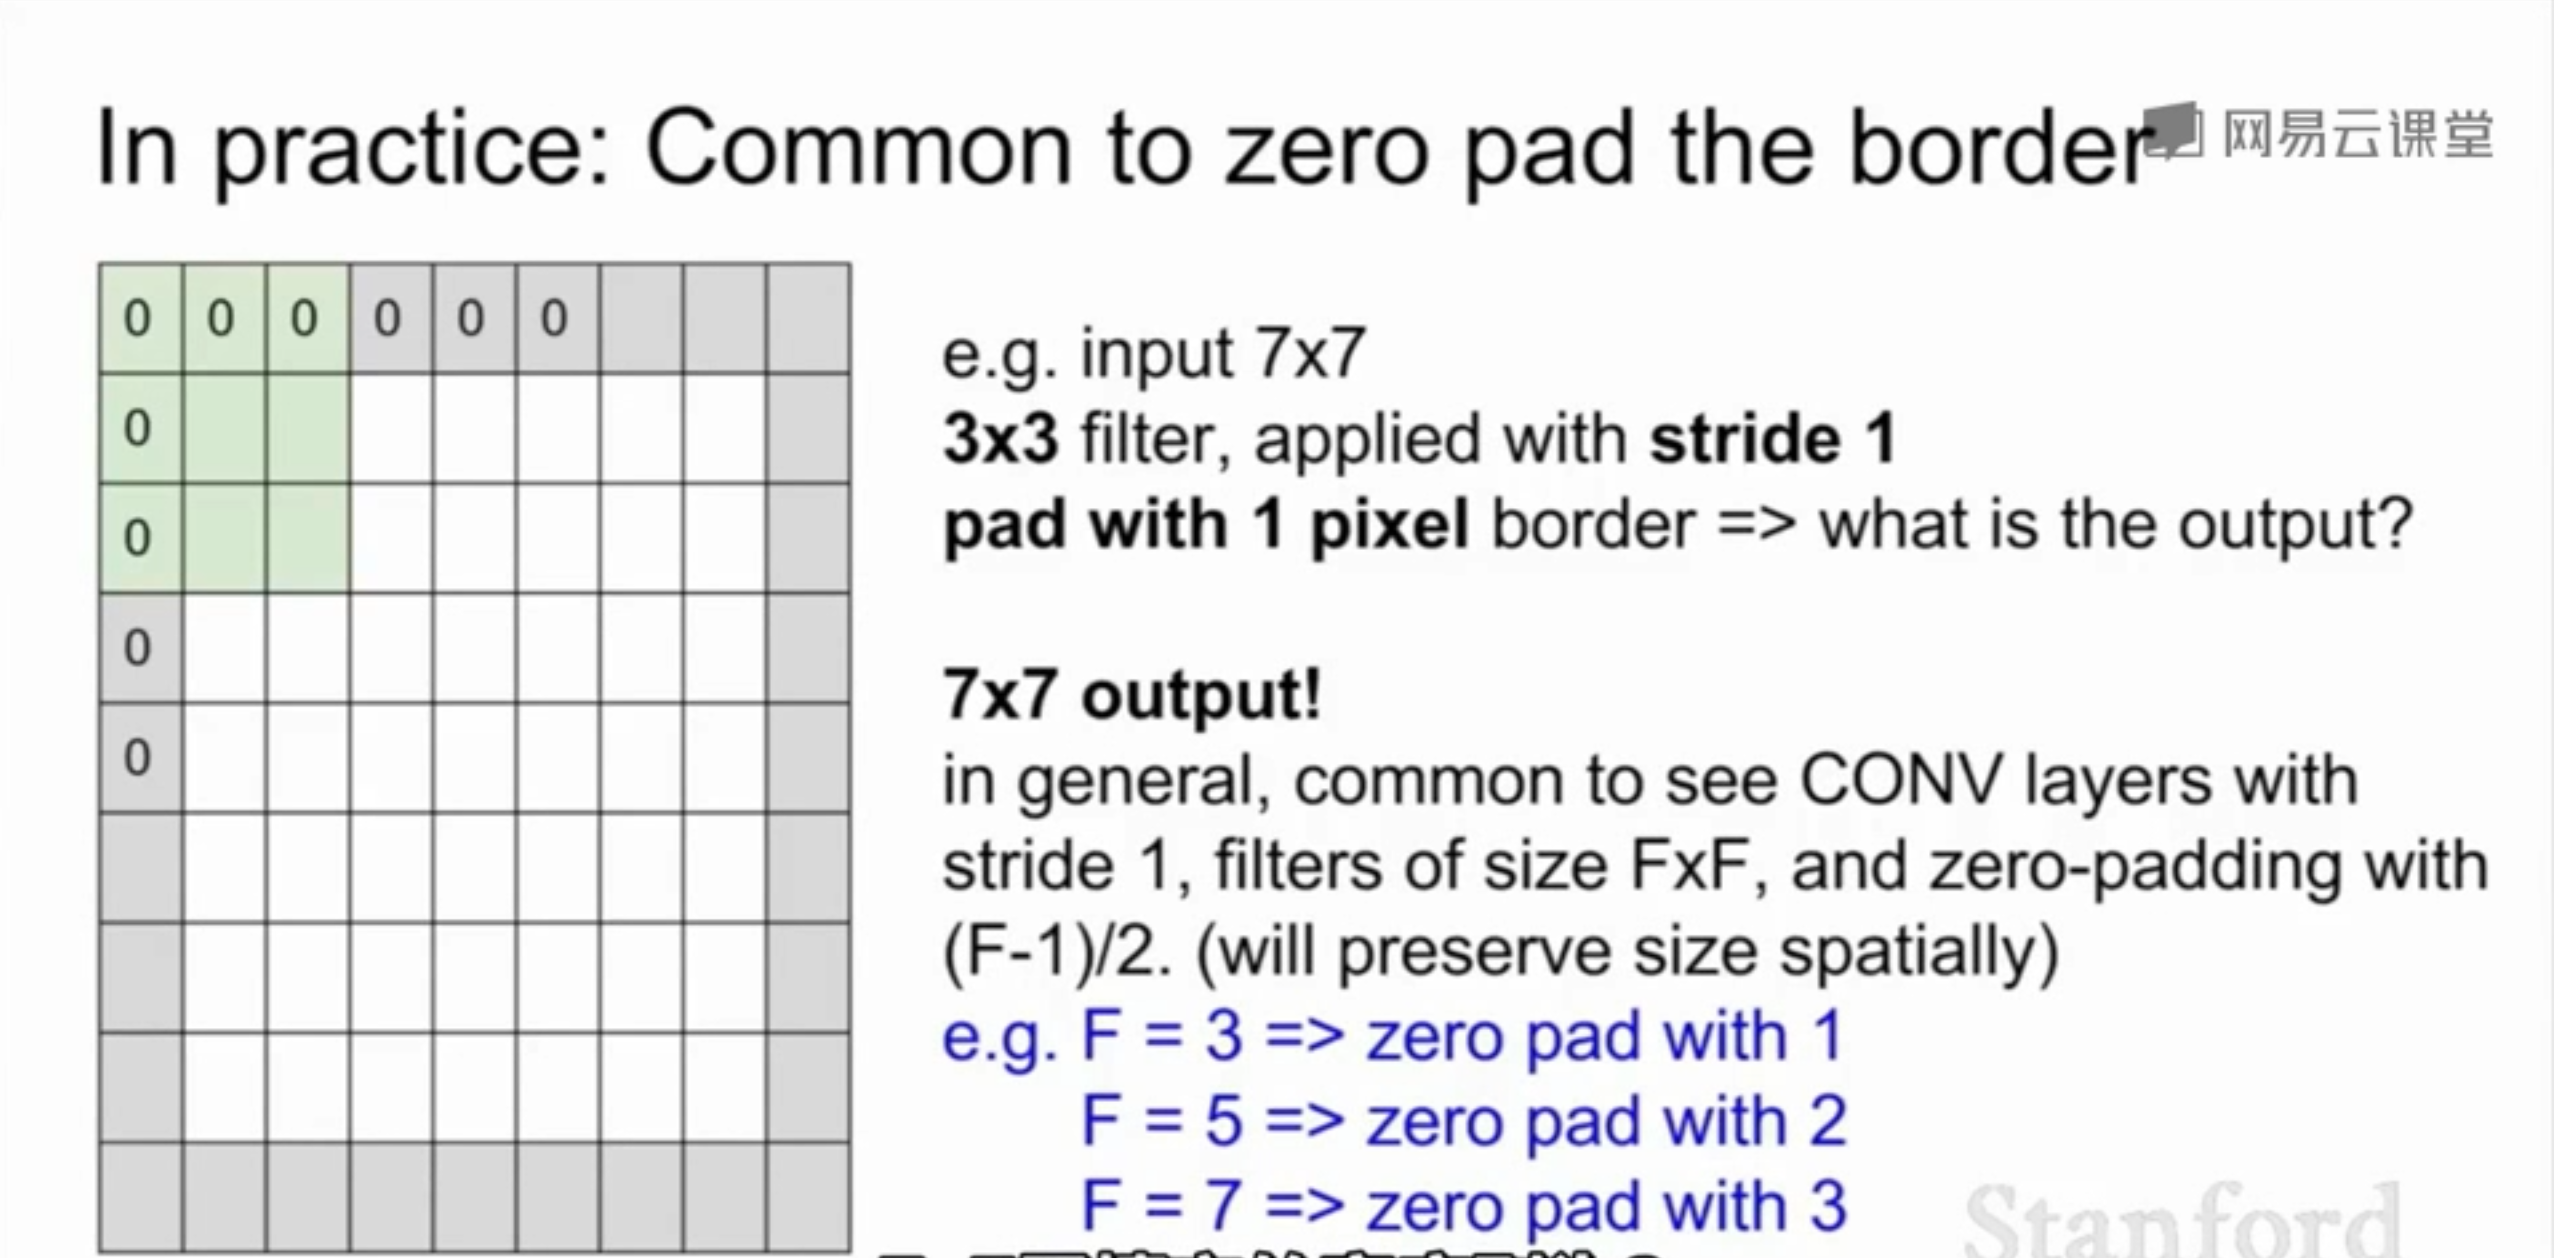 In practice: Common to zero pad the border
网易云课堂
0 0 0 0 0 0
0
0
0
0
e.g. input 7x7
3x3 filter, applied with stride 1
pad with 1 pixel border => what is the output?
7x7 output!
in general, common to see CONV layers with
stride 1, filters of size FxF, and zero-padding with
(F-1)/2. (will preserve size spatially)
e.g. F = 3 => zero pad with 1
F = 5 => zero pad with 2
F = 7 => zero pad with 3
Stanford